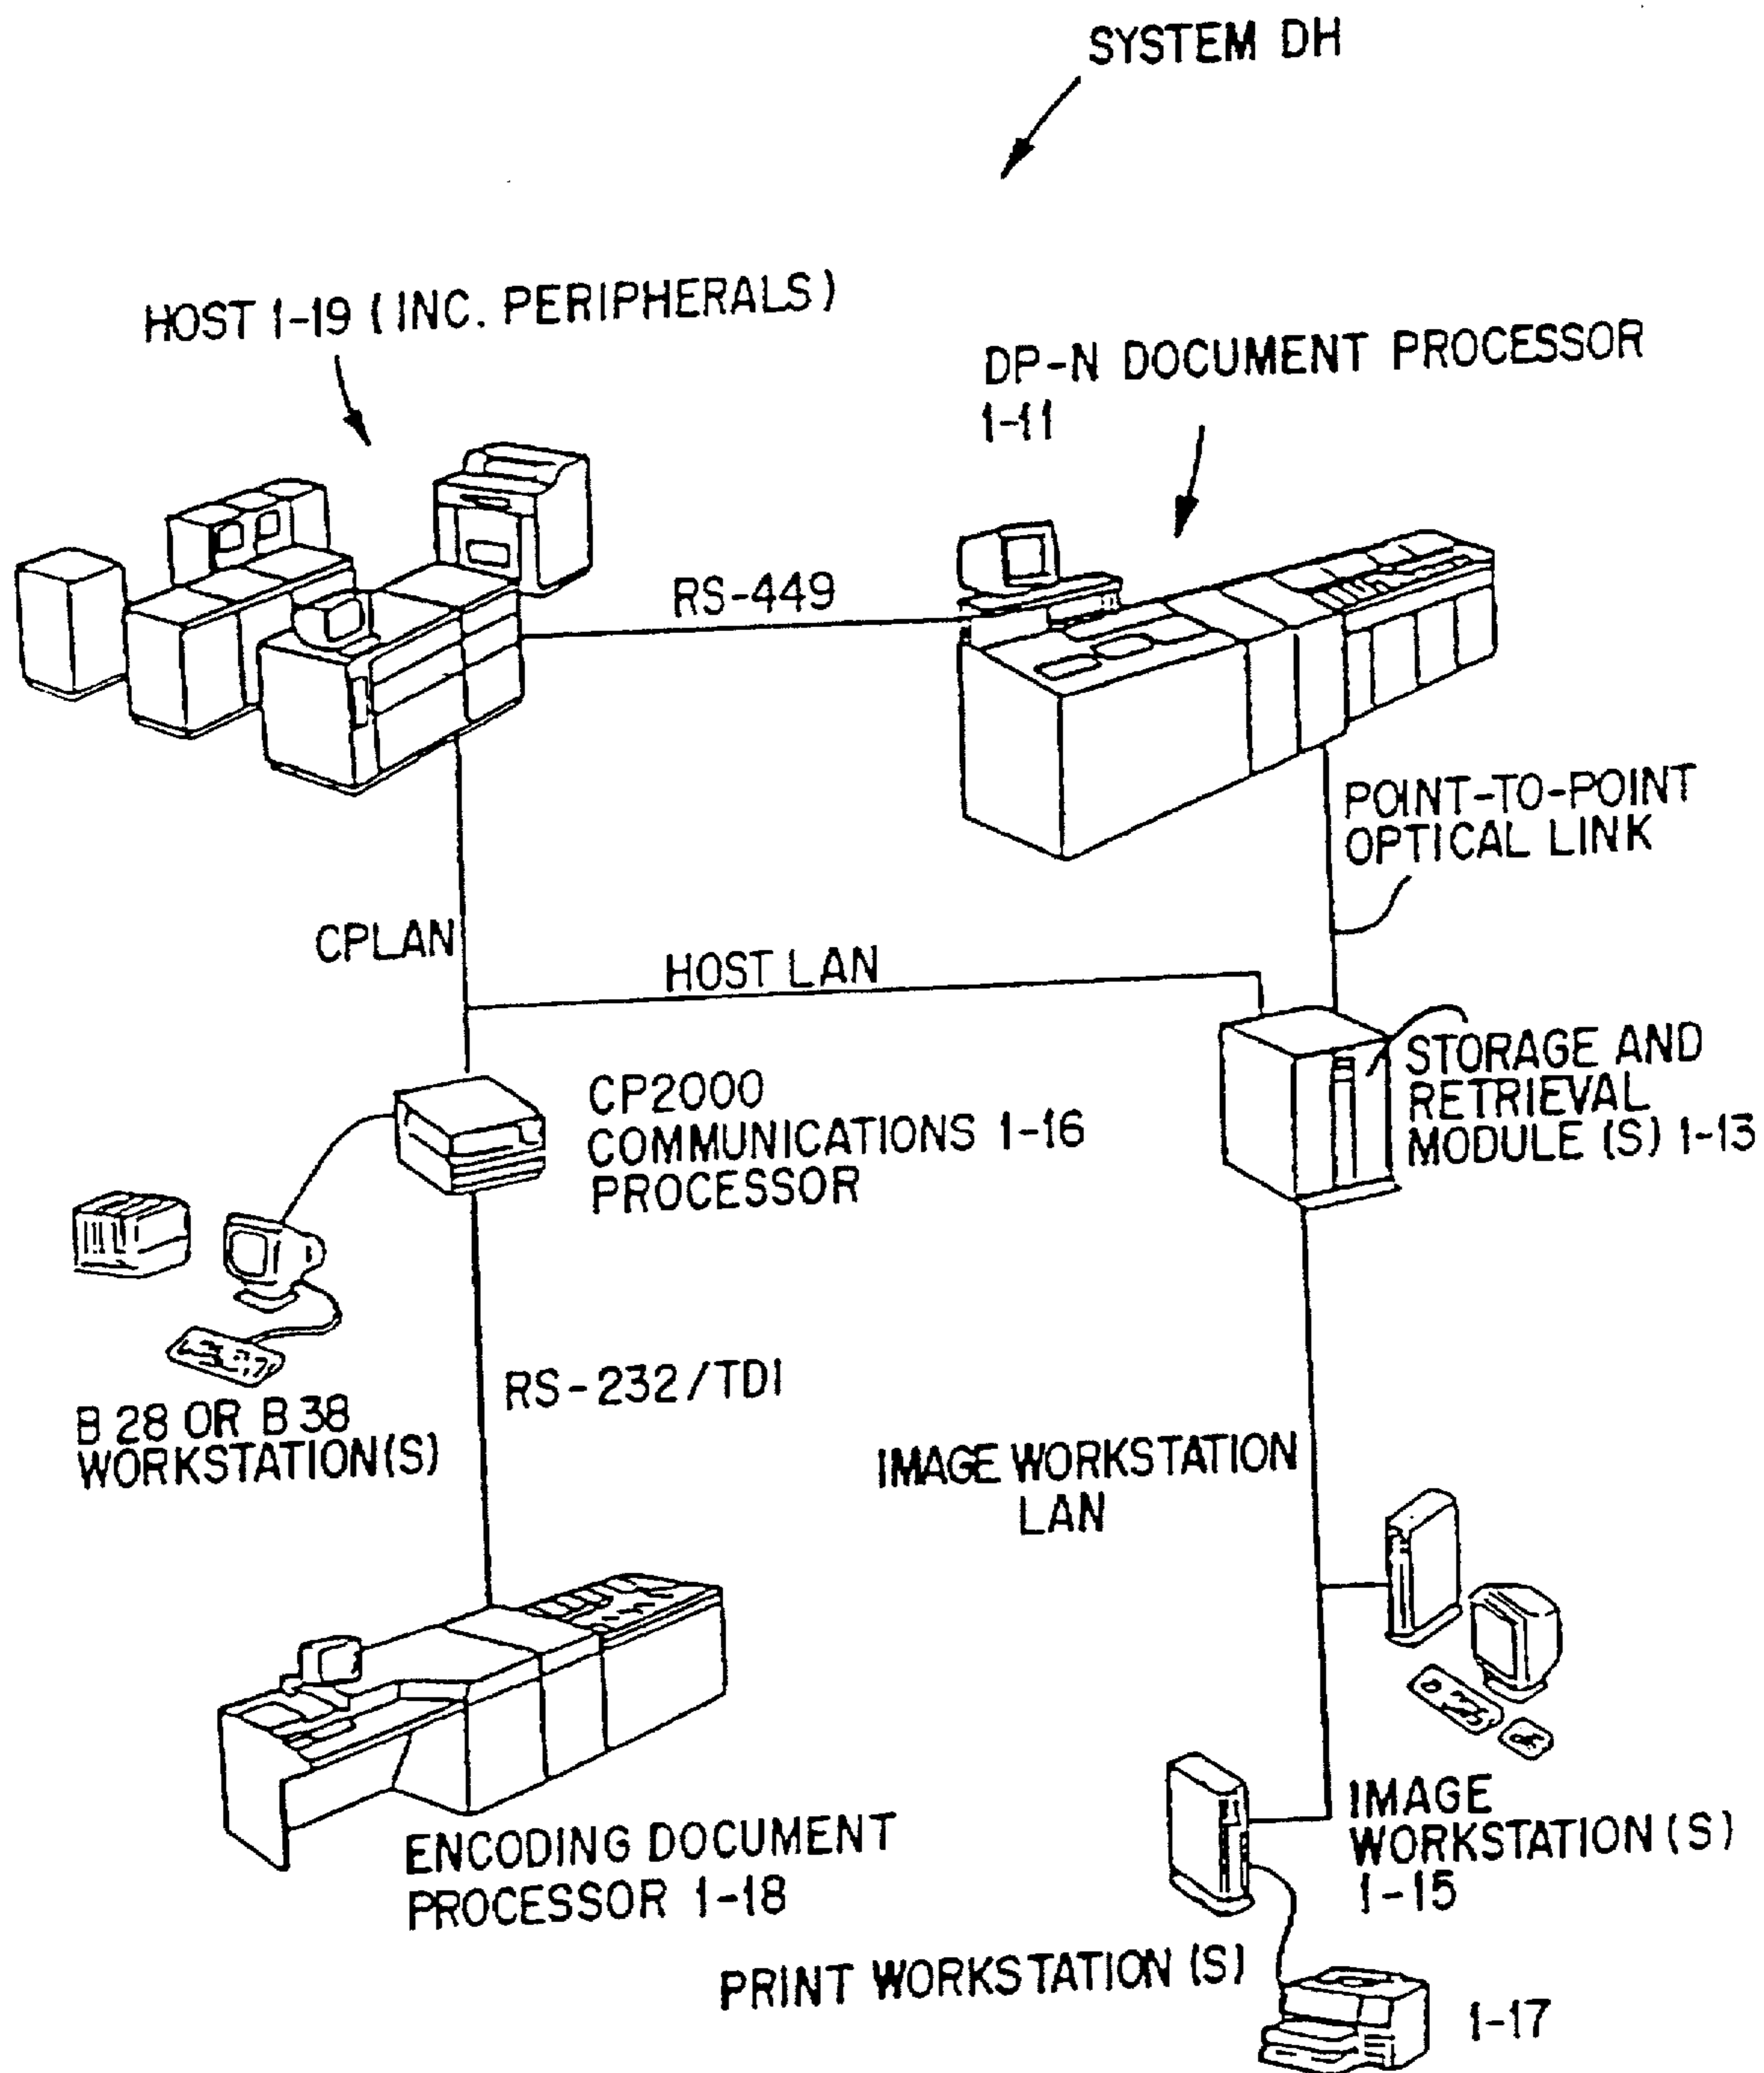 SYSTEM DH
HOST 1-19 (INC. PERIPHERALS)
DP-N DOCUMENT PROCESSOR
1-11
RS-449
POINT-TO-POINT
OPTICAL LINK
CPLAN
HOST LAN
CP2000
COMMUNICATIONS 1-16
PROCESSOR
STORAGE AND
RETRIEVAL
MODULE (S) 1-13
B 28 OR B 38
WORKSTATION(S)
RS-232/TDI
IMAGE WORKSTATION
LAN
ENCODING DOCUMENT
PROCESSOR 1-18
IMAGE
WORKSTATION (S)
1-15
PRINT WORKSTATION (S)
1-17